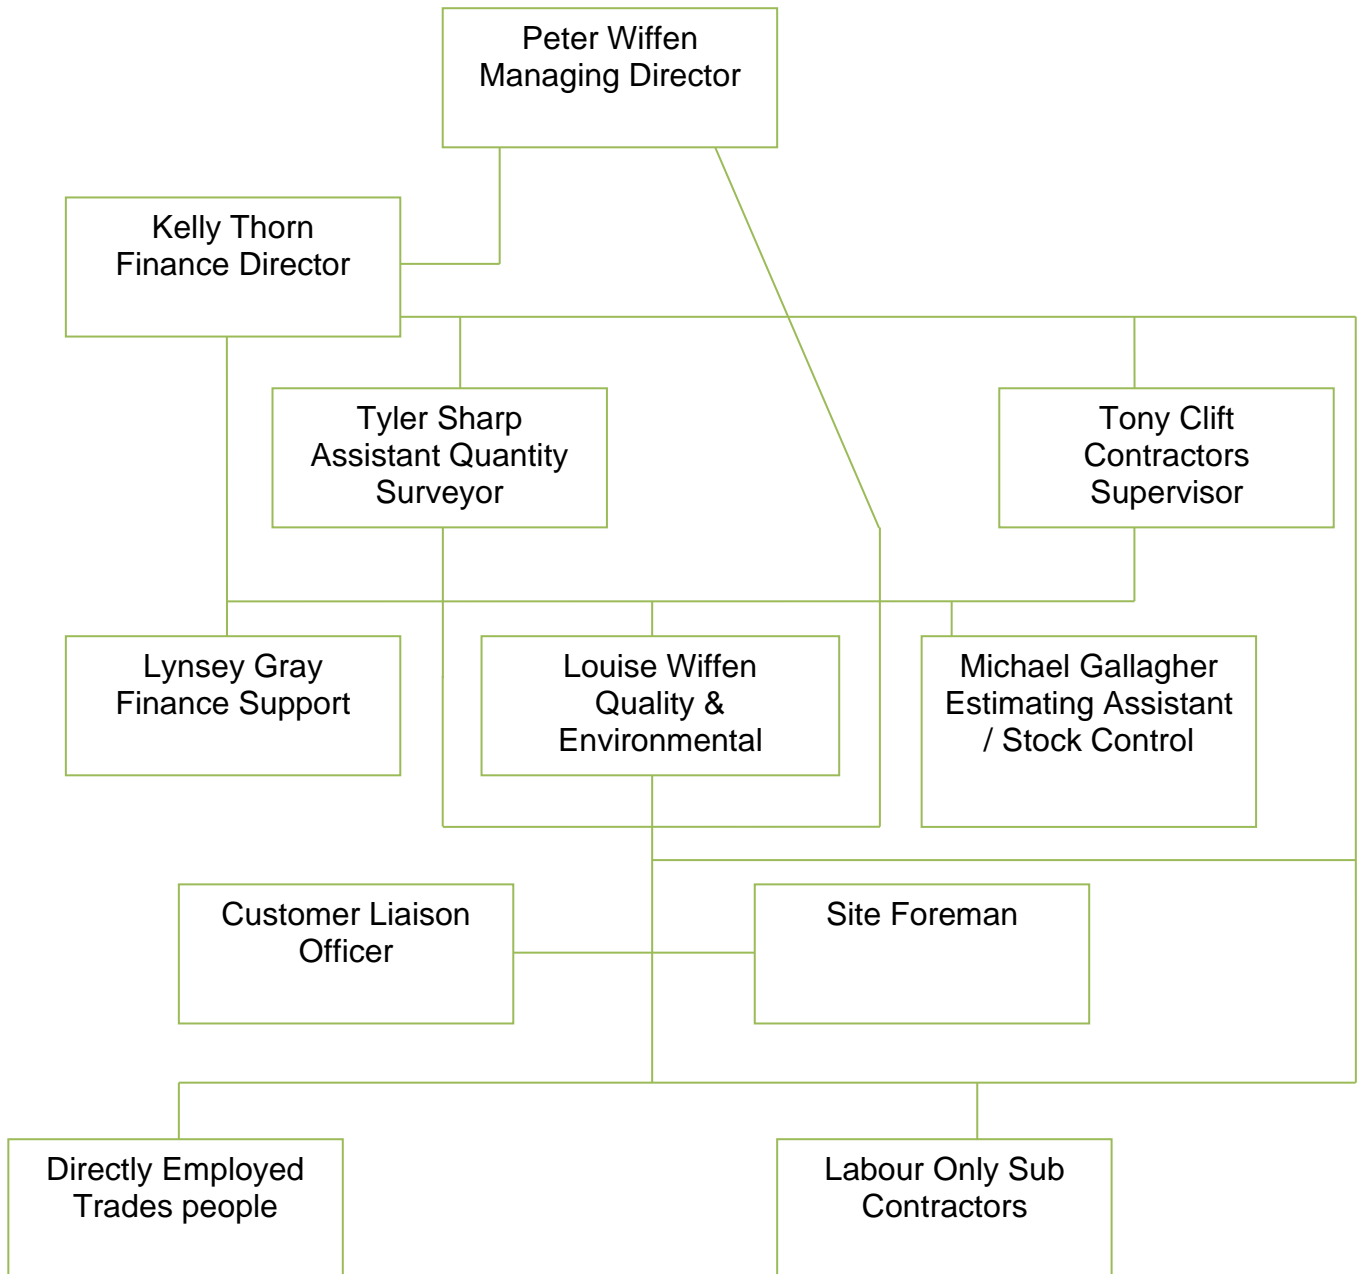 Peter Wiffen
Managing Director
Kelly Thorn
Finance Director
Tyler Sharp
Assistant Quantity
Surveyor
Tony Clift
Contractors
Supervisor
Lynsey Gray
Finance Support
Louise Wiffen
Quality &
Environmental
Michael Gallagher
Estimating Assistant
/ Stock Control
Customer Liaison
Officer
Site Foreman
Directly Employed
Trades people
Labour Only Sub
Contractors